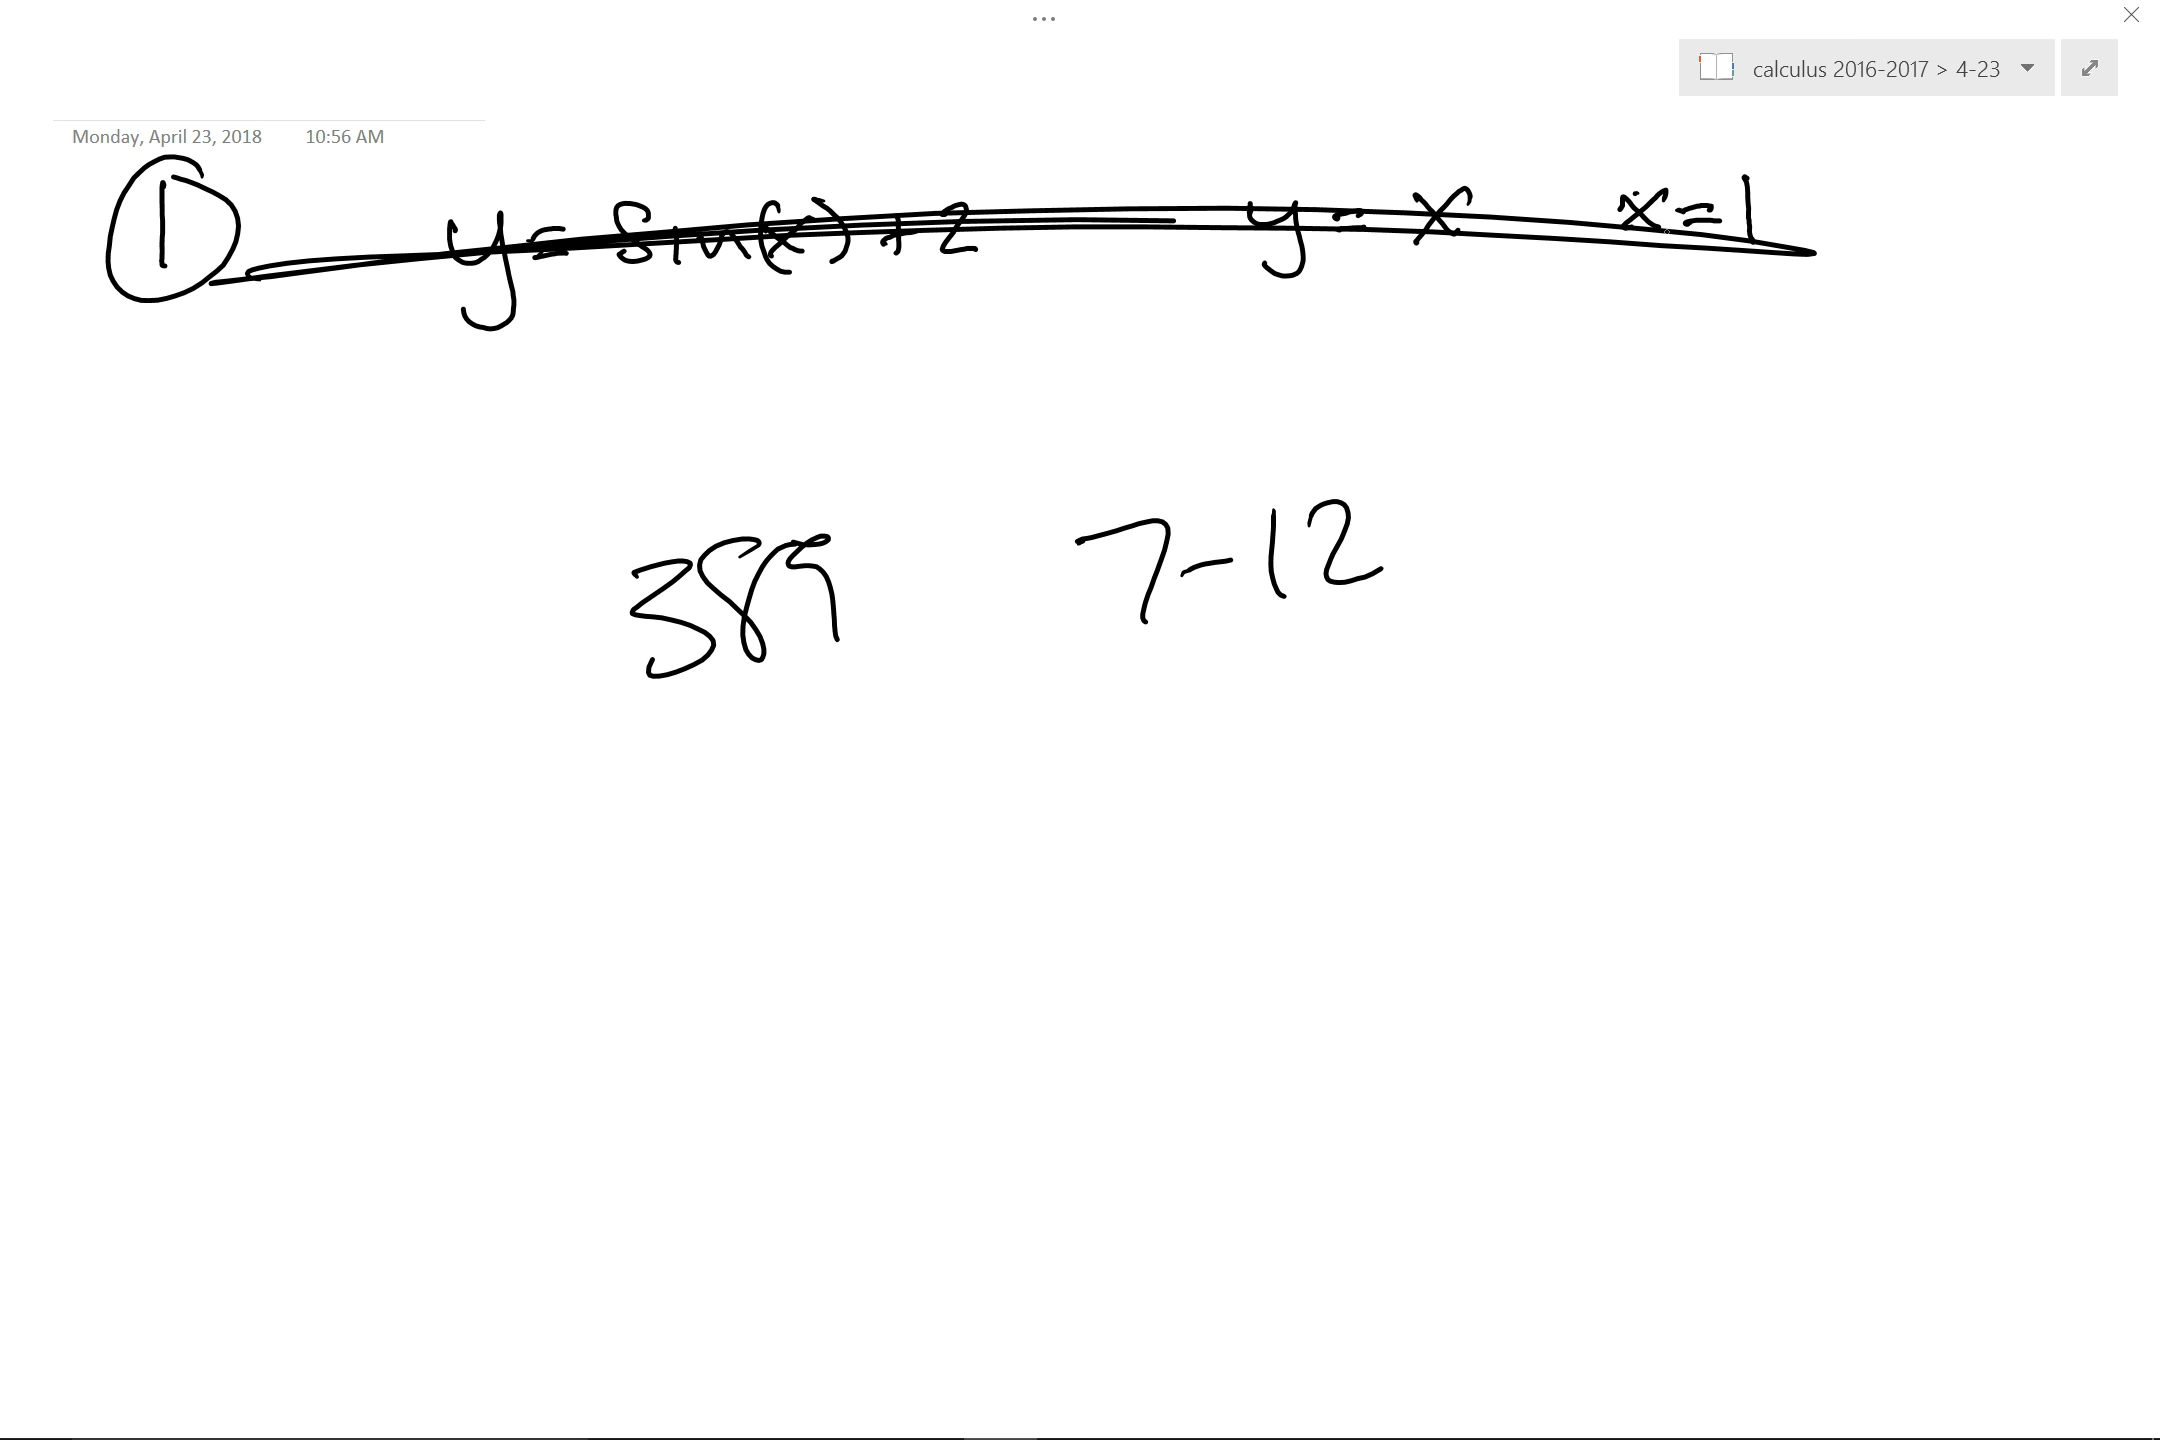 calculus 2016-2017 > 4-23
Monday, April 23, 2018 10:56 AM
1 y = sin(x) + 2 y = x x = 1
389 7-12